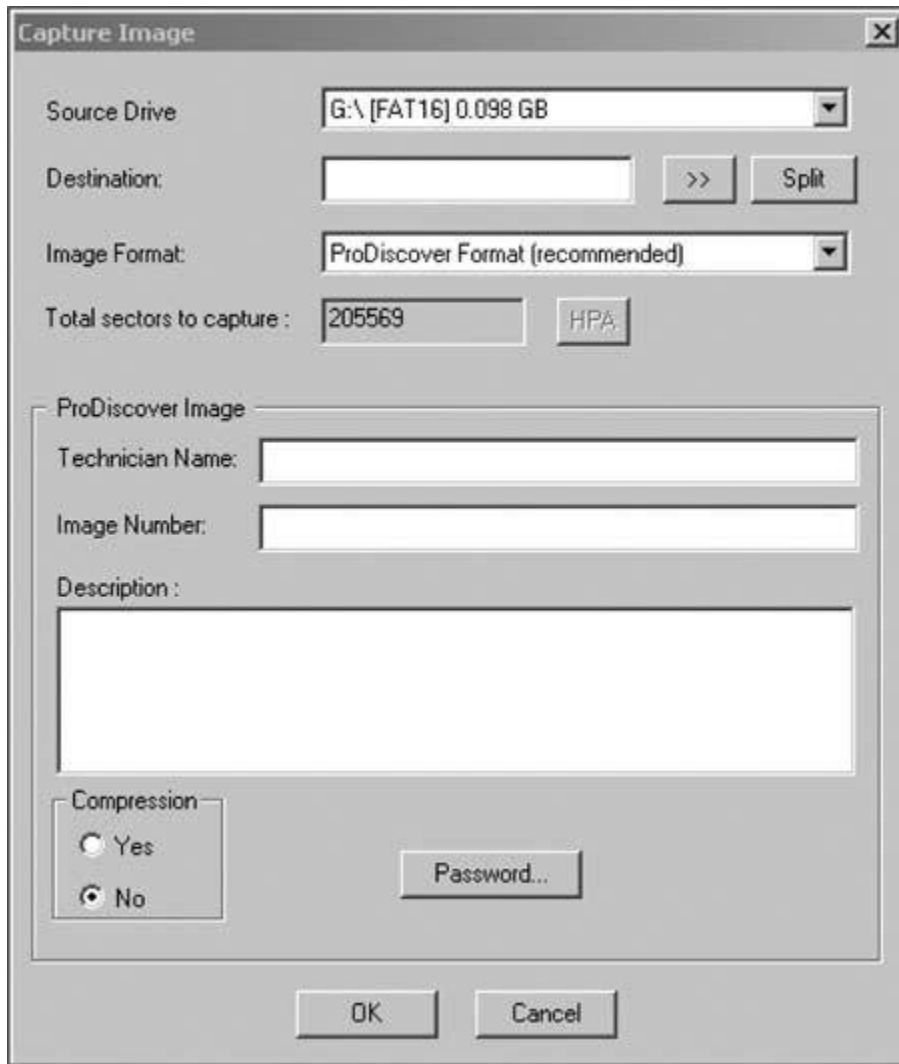 Capture Image
Source Drive G:\ [FAT16] 0.098 GB
Destination: >> Split
Image Format: ProDiscover Format (recommended)
Total sectors to capture : 205569 HPA
ProDiscover Image
Technician Name:
Image Number:
Description :
Compression
Yes
Password...
No
OK Cancel